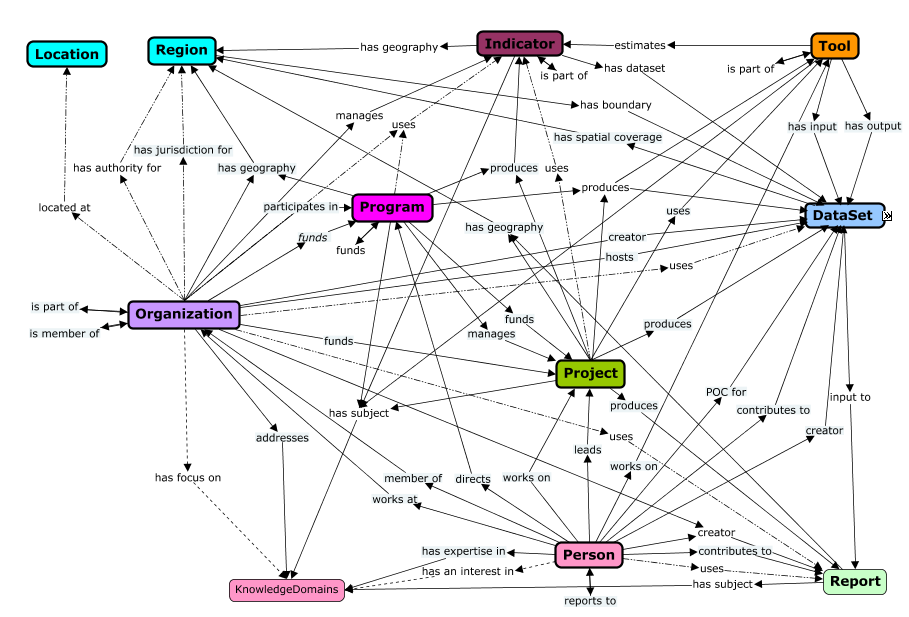 Indicator
Tool
Location
Region
has geography
estimates
is part of
has dataset
is part of
has boundary
manages
uses
has input
has output
has spatial coverage
has jurisdiction for
has authority for
has geography
produces
uses
produces
located at
participates in
Program
uses
DataSet
has geography
funds
creator
funds
hosts
uses
is part of
Organization
funds
is member of
funds
manages
produces
Project
has subject
produces
POC for
input to
contributes to
creator
addresses
uses
leads
works on
has focus on
member of
directs
works on
works at
creator
has expertise in
Person
contributes to
has an interest in
uses
KnowledgeDomains
has subject
Report
reports to